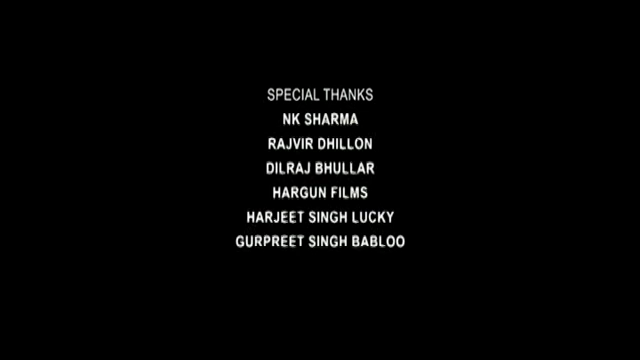 SPECIAL THANKS
NK SHARMA
RAJVIR DHILLON
DILRAJ BHULLAR
HARGUN FILMS
HARJEET SINGH LUCKY
GURPREET SINGH BABLOO